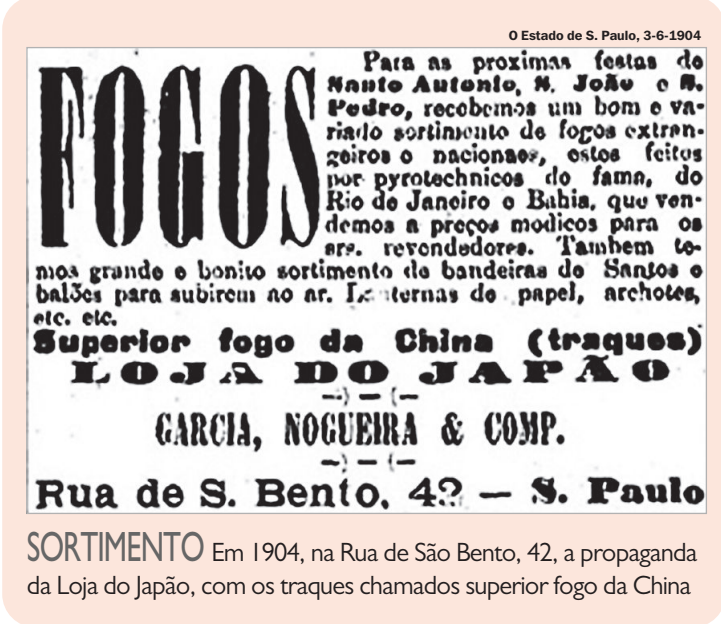 O Estado de S. Paulo, 3-6-1904
FOGOS
Para as proximas festas de
Santo Antonio, S. João e S.
Pedro, recebemos um bom e va-
riado sortimento de fogos extran-
geiros e nacionaes, estes feitos
por pyrotechnicos de fama, do
Rio de Janeiro e Bahia, que ven-
demos a preços modicos para os
srs. revendedores. Tambem te-
mos grande e bonito sortimento de bandeiras de Santos e
balões para subirem ao ar. Lanternas de papel, archotes,
etc. etc.
Superior fogo da China (traques)
LOJA DO JAPÃO
GARCIA, NOGUEIRA & COMP.
Rua de S. Bento, 42 — S. Paulo
SORTIMENTO Em 1904, na Rua de São Bento, 42, a propaganda
da Loja do Japão, com os traques chamados superior fogo da China